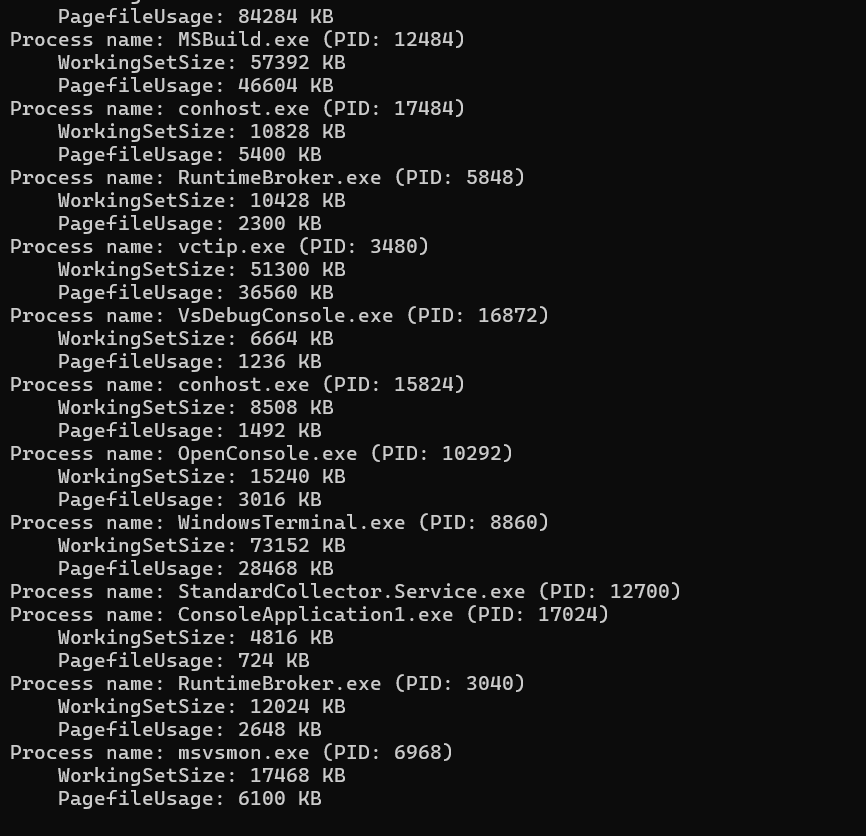 PagefileUsage: 84284 KB
Process name: MSBuild.exe (PID: 12484)
WorkingSetSize: 57392 KB
PagefileUsage: 46604 KB
Process name: conhost.exe (PID: 17484)
WorkingSetSize: 10828 KB
PagefileUsage: 5400 KB
Process name: RuntimeBroker.exe (PID: 5848)
WorkingSetSize: 10428 KB
PagefileUsage: 2300 KB
Process name: vctip.exe (PID: 3480)
WorkingSetSize: 51300 KB
PagefileUsage: 36560 KB
Process name: VsDebugConsole.exe (PID: 16872)
WorkingSetSize: 6664 KB
PagefileUsage: 1236 KB
Process name: conhost.exe (PID: 15824)
WorkingSetSize: 8508 KB
PagefileUsage: 1492 KB
Process name: OpenConsole.exe (PID: 10292)
WorkingSetSize: 15240 KB
PagefileUsage: 3016 KB
Process name: WindowsTerminal.exe (PID: 8860)
WorkingSetSize: 73152 KB
PagefileUsage: 28468 KB
Process name: StandardCollector.Service.exe (PID: 12700)
Process name: ConsoleApplication1.exe (PID: 17024)
WorkingSetSize: 4816 KB
PagefileUsage: 724 KB
Process name: RuntimeBroker.exe (PID: 3040)
WorkingSetSize: 12024 KB
PagefileUsage: 2648 KB
Process name: msvsmon.exe (PID: 6968)
WorkingSetSize: 17468 KB
PagefileUsage: 6100 KB